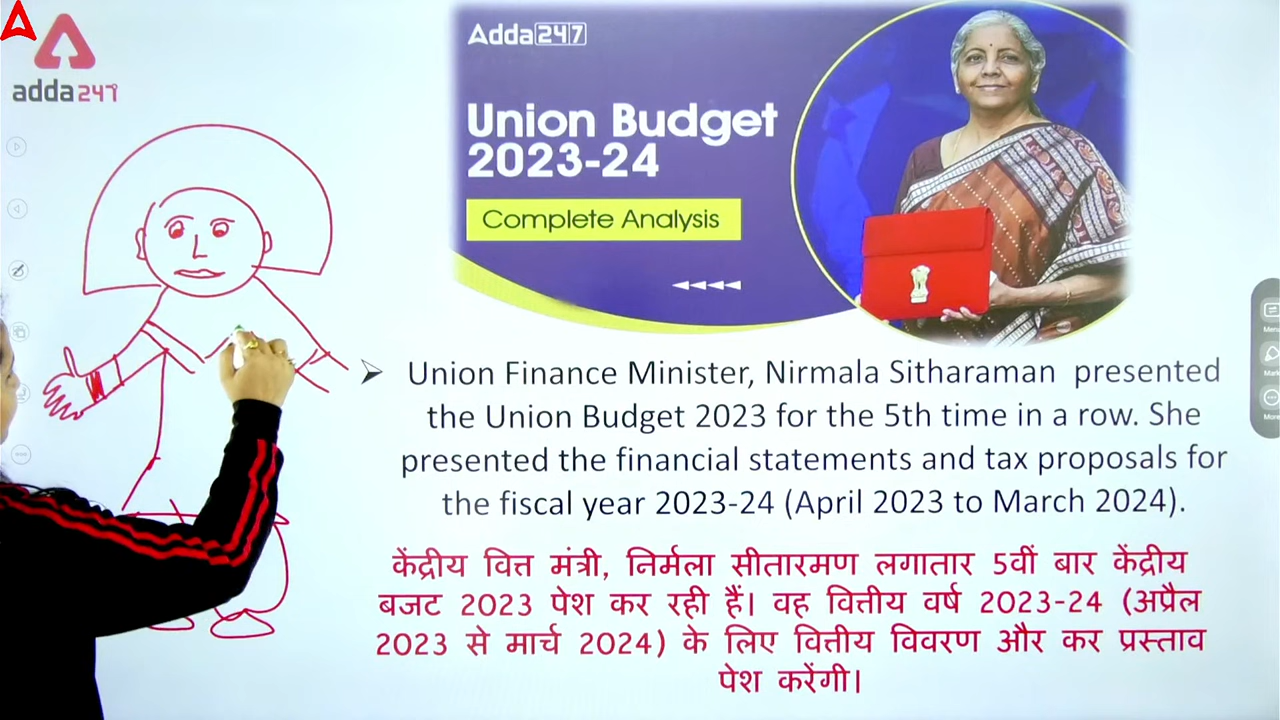 adda247
Adda247
Union Budget
2023-24
Complete Analysis
➤ Union Finance Minister, Nirmala Sitharaman presented
the Union Budget 2023 for the 5th time in a row. She
presented the financial statements and tax proposals for
the fiscal year 2023-24 (April 2023 to March 2024).
केंद्रीय वित्त मंत्री, निर्मला सीतारमण लगातार 5वीं बार केंद्रीय
बजट 2023 पेश कर रही हैं। वह वित्तीय वर्ष 2023-24 (अप्रैल
2023 से मार्च 2024) के लिए वित्तीय विवरण और कर प्रस्ताव
पेश करेंगी।